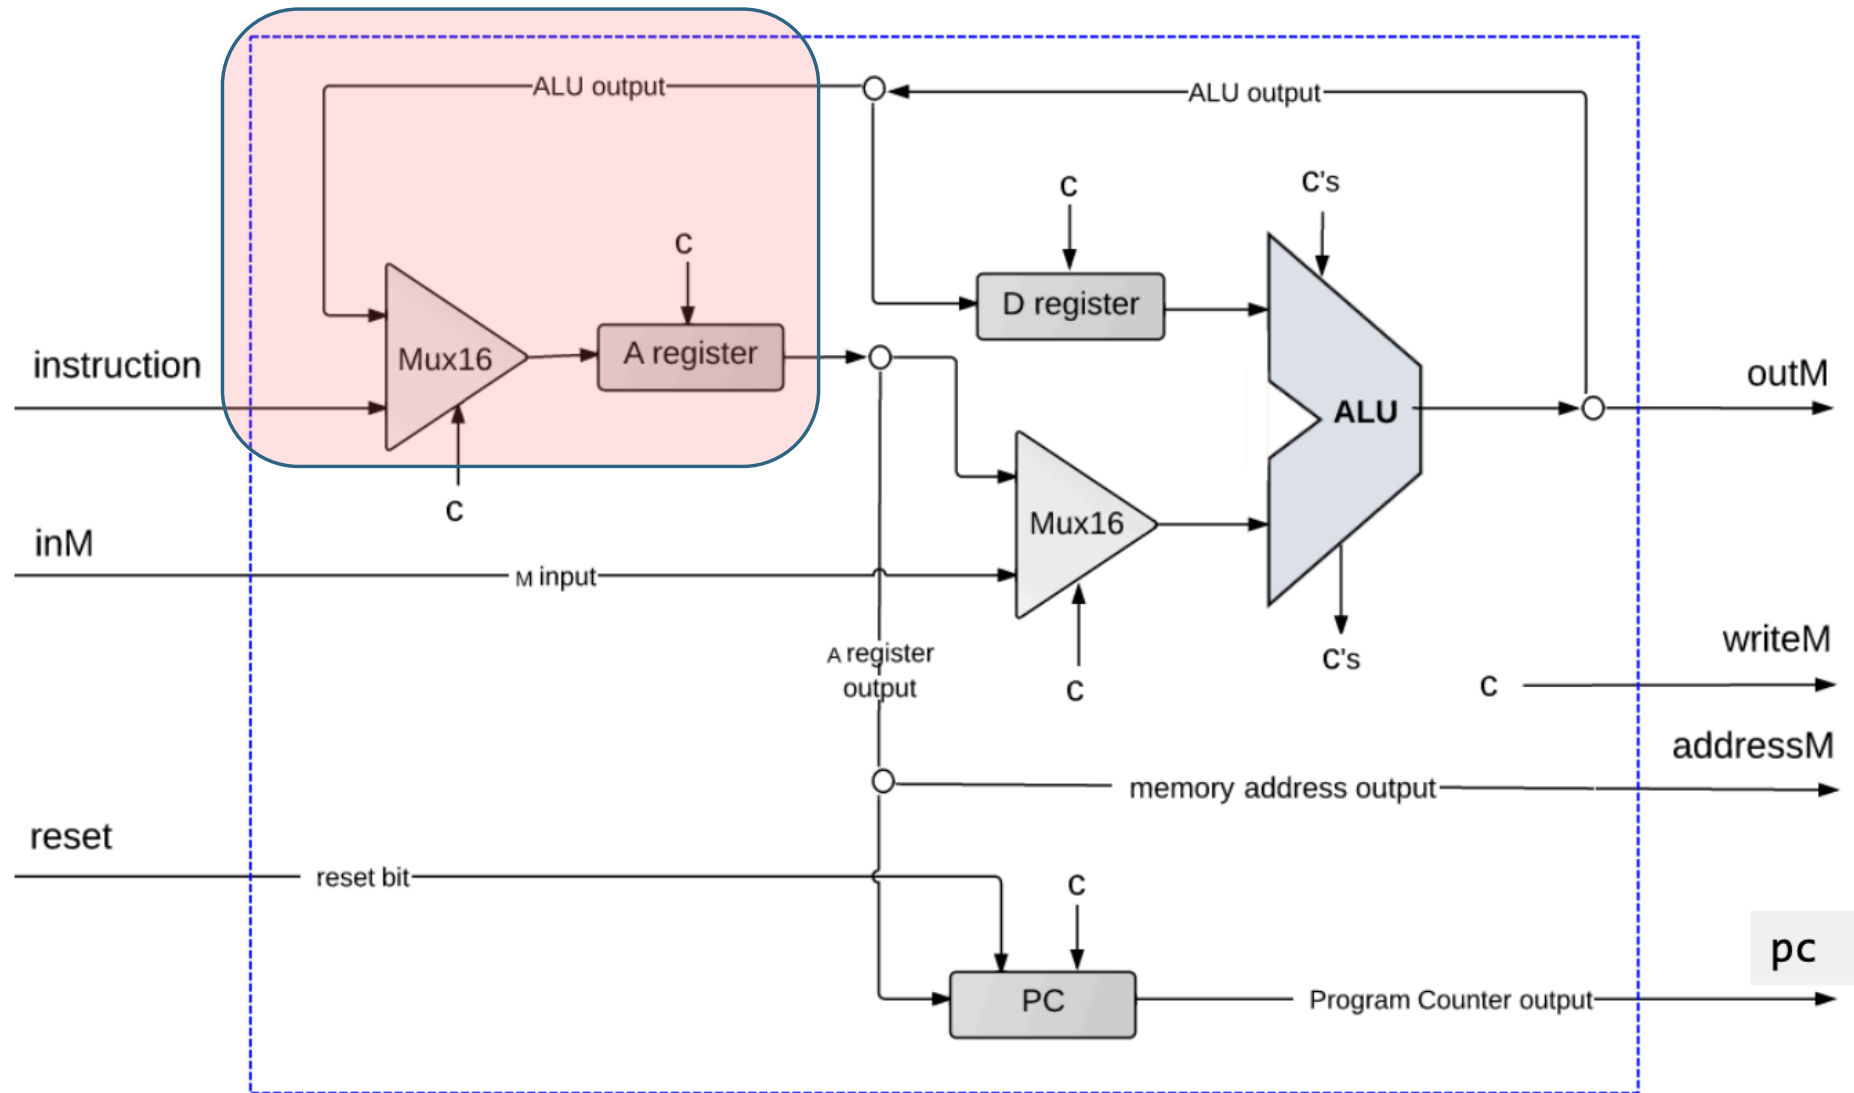 ALU output
ALU output
c
c's
c
D register
Mux16
A register
instruction
ALU
outM
c
Mux16
inM
M input
A register
output
c
c's
writeM
c
addressM
memory address output
reset
reset bit
c
pc
PC
Program Counter output